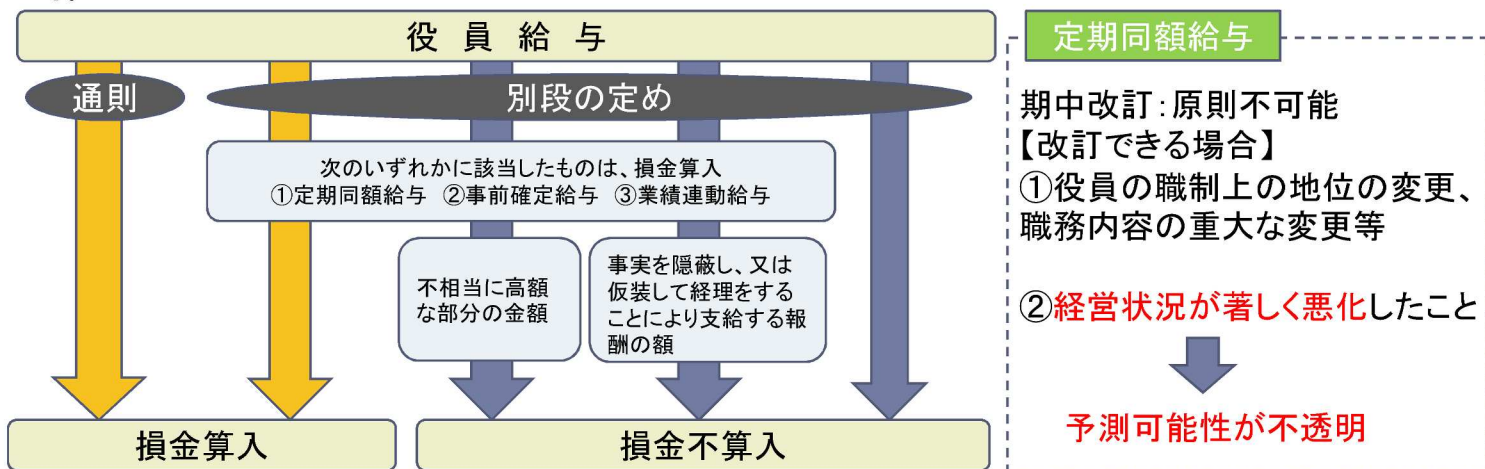 役員給与
通則
別段の定め
次のいずれかに該当したものは、損金算入
①定期同額給与 ②事前確定給与 ③業績連動給与
不相当に高額
な部分の金額
事実を隠蔽し、又は
仮装して経理をする
ことにより支給する報
酬の額
損金算入
損金不算入
定期同額給与
期中改訂:原則不可能
【改訂できる場合】
①役員の職制上の地位の変更、
職務内容の重大な変更等
②経営状況が著しく悪化したこと
予測可能性が不透明